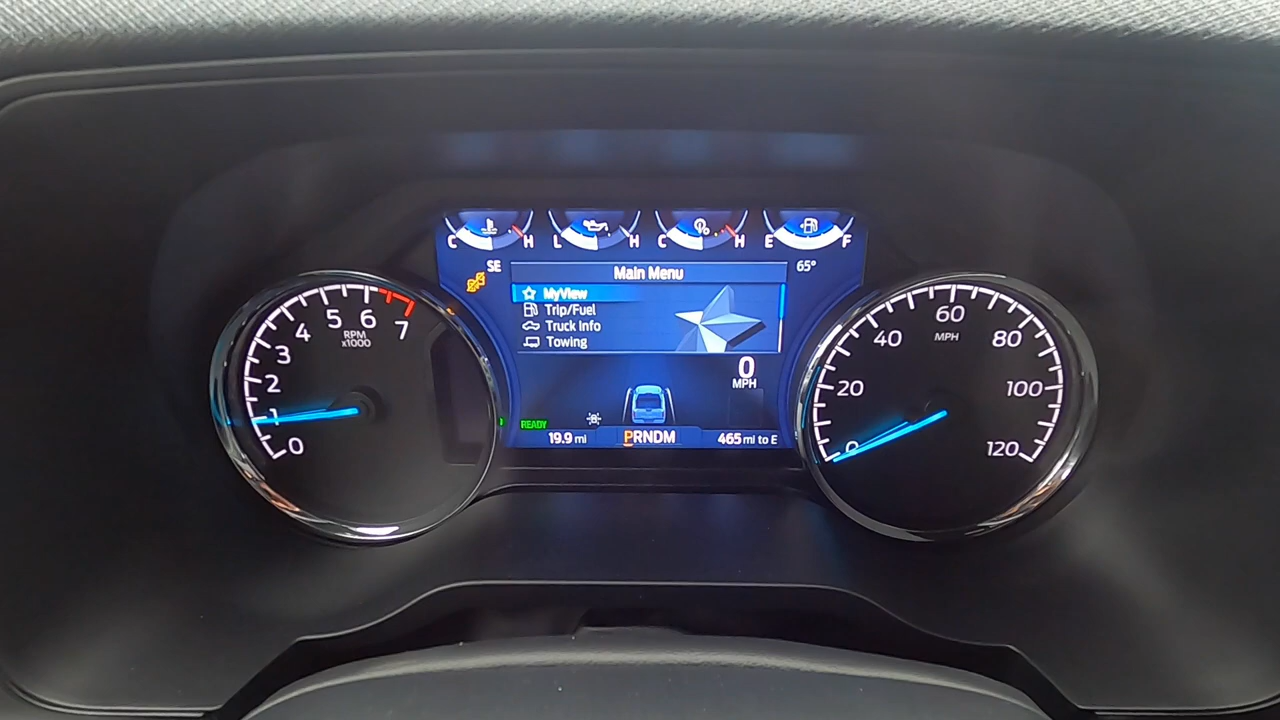 C H L H C H E F
SE
65°
Main Menu
MyView
Trip/Fuel
Truck Info
Towing
0
MPH
READY
19.9 mi
PRNDM
465 mi to E
0 1 2 3 4 5 6 7
RPM
x1000
0 20 40 60 80 100 120
MPH